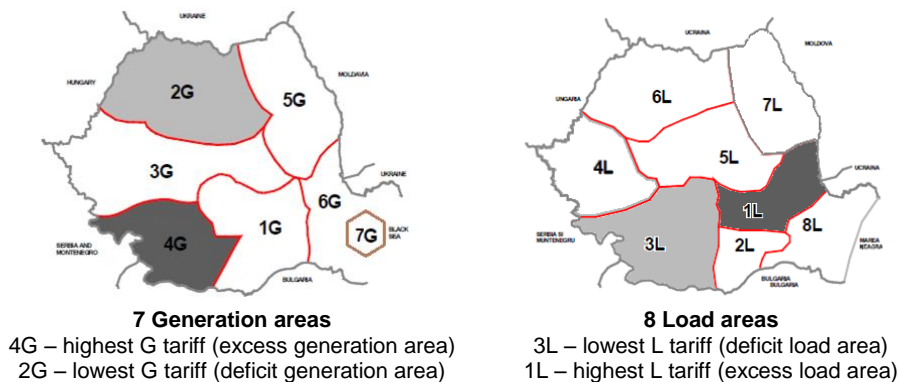 UKRAINE
HUNGARY
MOLDAVIA
2G
5G
3G
UKRAINE
6G
1G
7G
BLACK
SEA
4G
SERBIA AND
MONTENEGRO
BULGARIA
7 Generation areas
4G – highest G tariff (excess generation area)
2G – lowest G tariff (deficit generation area)
UCRAINA
MOLDOVA
UNGARIA
6L
7L
4L
5L
UCRAINA
1L
8L
SERBIA SI
MUNTENEGRU
3L
2L
MAREA
NEAGRA
BULGARIA
BULGARIA
8 Load areas
3L – lowest L tariff (deficit load area)
1L – highest L tariff (excess load area)